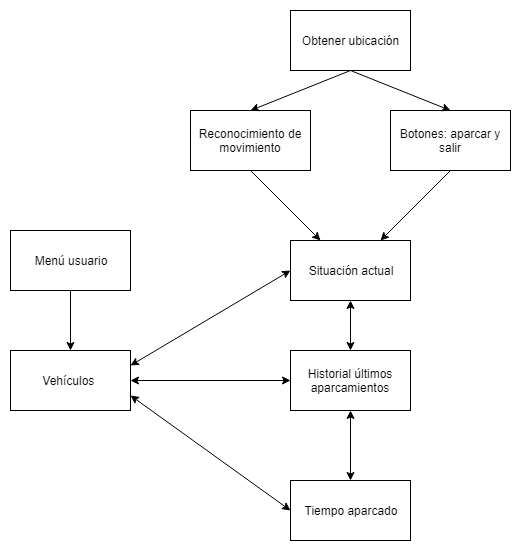 Obtener ubicación
Reconocimiento de
movimiento
Botones: aparcar y
salir
Menú usuario
Situación actual
Vehículos
Historial últimos
aparcamientos
Tiempo aparcado